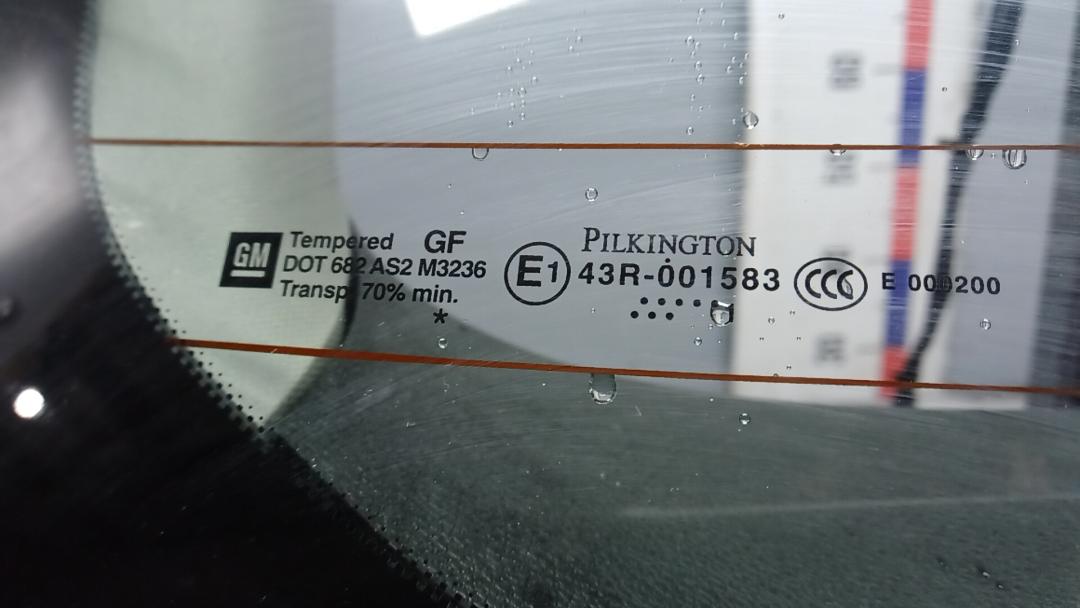 GM
Tempered GF
DOT 682 AS2 M3236
Transp. 70% min.
*
E1
PILKINGTON
43R-001583
CCC
E 000200